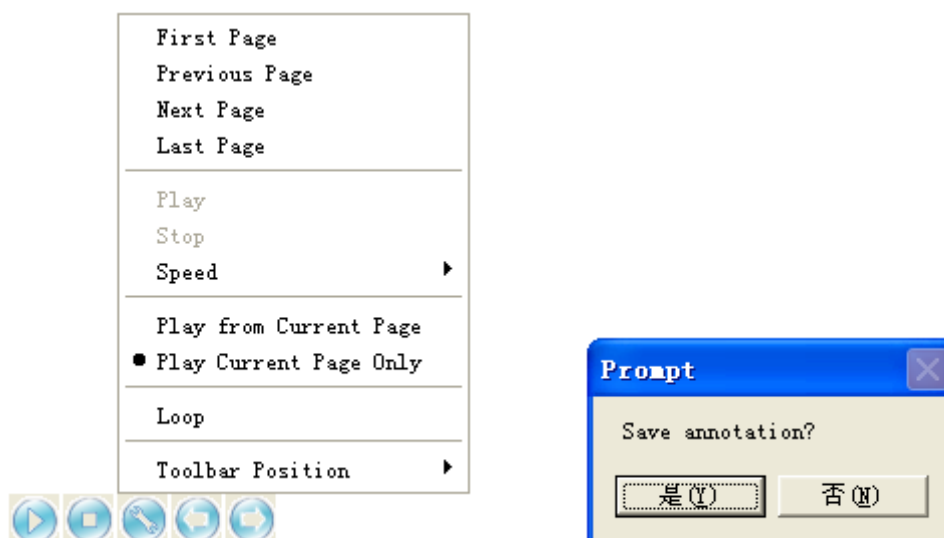 First Page
Previous Page
Next Page
Last Page
Play
Stop
Speed
Play from Current Page
Play Current Page Only
Loop
Toolbar Position
Prompt
Save annotation?
是(Y) 否(N)